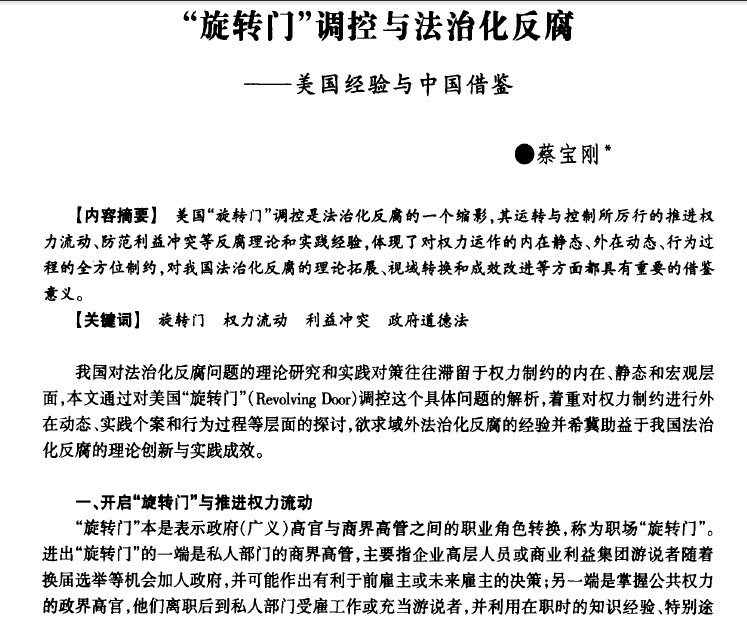 “旋转门”调控与法治化反腐
——美国经验与中国借鉴
●蔡宝刚*
【内容摘要】 美国“旋转门”调控是法治化反腐的一个缩影,其运转与控制所厉行的推进权
力流动、防范利益冲突等反腐理论和实践经验,体现了对权力运作的内在静态、外在动态、行为过
程的全方位制约,对我国法治化反腐的理论拓展、视域转换和成效改进等方面都具有重要的借鉴
意义。
【关键词】 旋转门 权力流动 利益冲突 政府道德法
我国对法治化反腐问题的理论研究和实践对策往往滞留于权力制约的内在、静态和宏观层
面,本文通过对美国“旋转门”(Revolving Door)调控这个具体问题的解析,着重对权力制约进行外
在动态、实践个案和行为过程等层面的探讨,欲求域外法治化反腐的经验并希冀助益于我国法治
化反腐的理论创新与实践成效。
一、开启“旋转门”与推进权力流动
“旋转门”本是表示政府(广义)高官与商界高管之间的职业角色转换,称为职场“旋转门”。
进出“旋转门”的一端是私人部门的商界高管,主要指企业高层人员或商业利益集团游说者随着
换届选举等机会加人政府,并可能作出有利于前雇主或未来雇主的决策;另一端是掌握公共权力
的政界高官,他们离职后到私人部门受雇工作或充当游说者,并利用在职时的知识经验、特别途